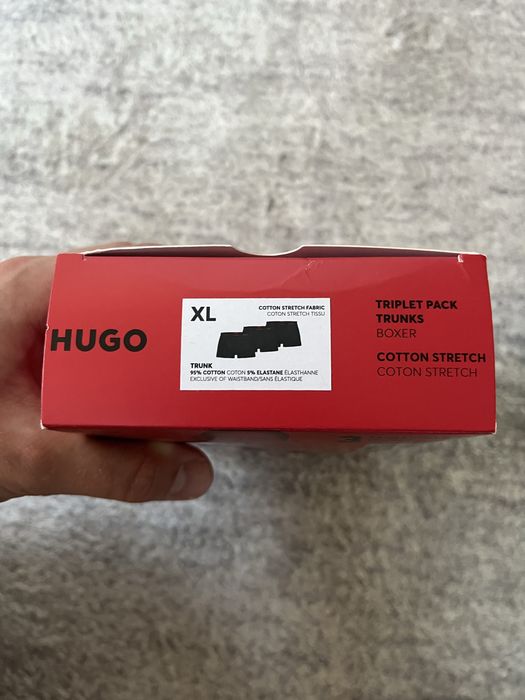 HUGO
XL
COTTON STRETCH FABRIC
COTON STRETCH TISSU
TRUNK
95% COTTON COTON 5% ELASTANE ÉLASTHANNE
EXCLUSIVE OF WAISTBAND/SANS ÉLASTIQUE
TRIPLET PACK
TRUNKS
BOXER
COTTON STRETCH
COTON STRETCH